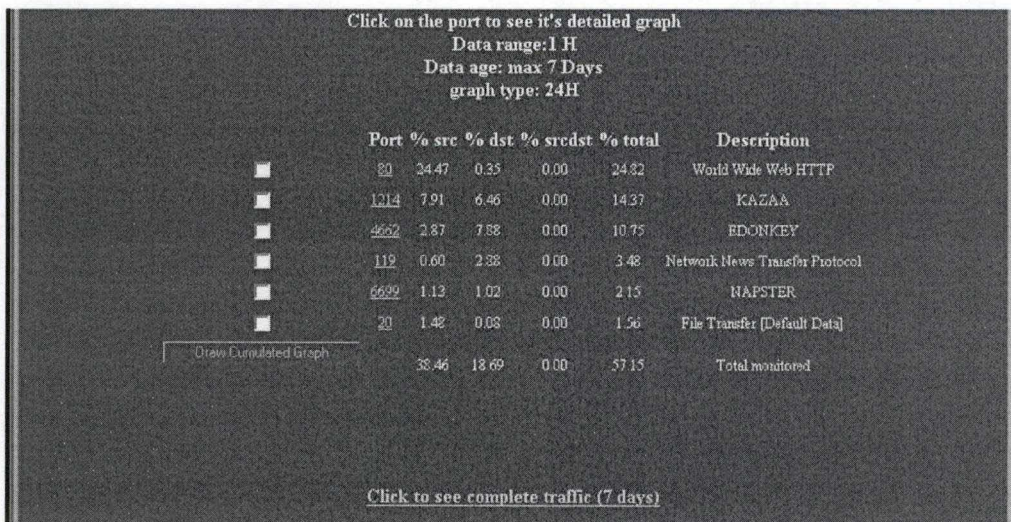 Click on the port to see it's detailed graph
Data range:1 H
Data age: max 7 Days
graph type: 24H
Port % src % dst % srcdst % total Description
80 24.47 0.35 0.00 24.82 World Wide Web HTTP
1214 7.91 6.46 0.00 14.37 KAZAA
4662 2.87 7.88 0.00 10.75 EDONKEY
119 0.60 2.88 0.00 3.48 Network News Transfer Protocol
6699 1.13 1.02 0.00 2.15 NAPSTER
20 1.48 0.08 0.00 1.56 File Transfer [Default Data]
Draw Cumulated Graph
38.46 18.69 0.00 57.15 Total monitored
Click to see complete traffic (7 days)